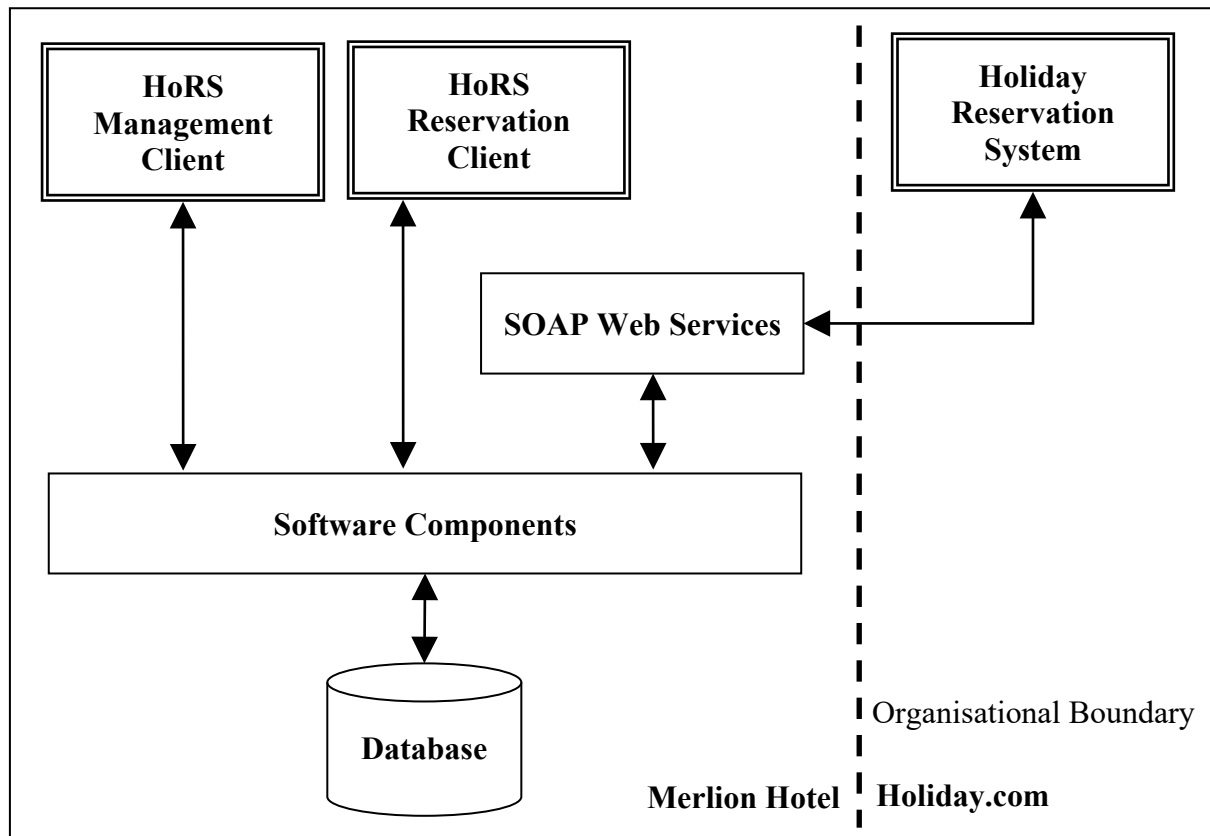 HoRS
Management
Client
HoRS
Reservation
Client
Holiday
Reservation
System
SOAP Web Services
Software Components
Database
Organisational Boundary
Merlion Hotel
Holiday.com